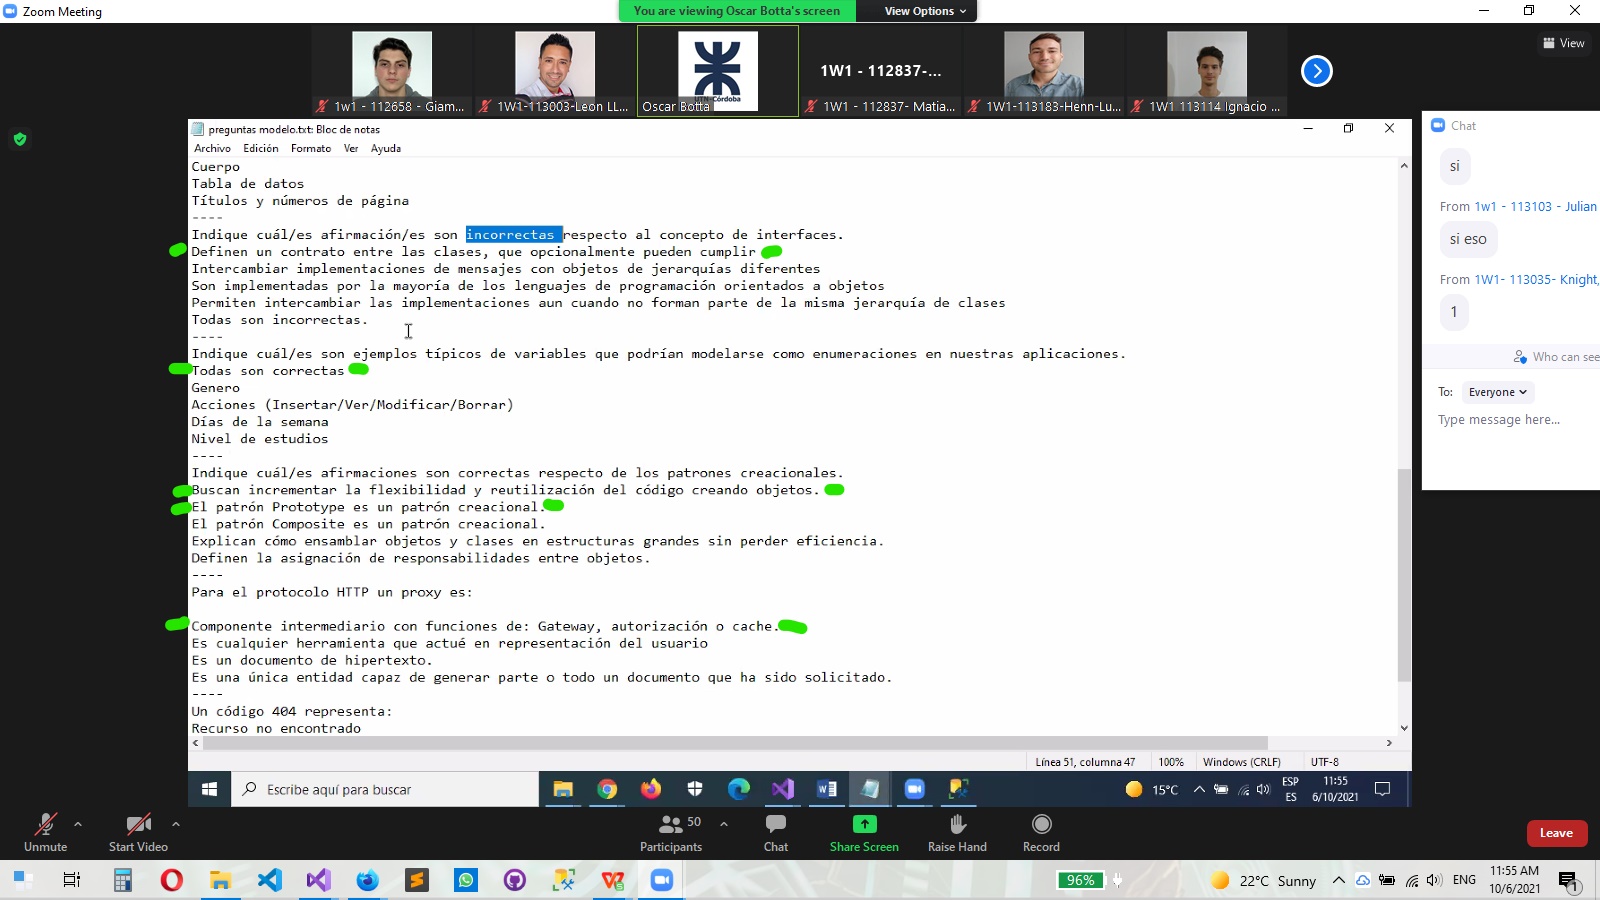 Zoom Meeting
You are viewing Oscar Botta's screen
View Options
View
1w1 - 112658 - Giam...
1W1-113003-Leon LL...
UTN-Córdoba
Oscar Botta
1W1 - 112837-...
1W1 - 112837- Matia...
1W1-113183-Henn-Lu...
1W1 113114 Ignacio ...
preguntas modelo.txt: Bloc de notas
Archivo Edición Formato Ver Ayuda
Cuerpo
Tabla de datos
Títulos y números de página
----
Indique cuál/es afirmación/es son incorrectas respecto al concepto de interfaces.
Definen un contrato entre las clases, que opcionalmente pueden cumplir
Intercambiar implementaciones de mensajes con objetos de jerarquías diferentes
Son implementadas por la mayoría de los lenguajes de programación orientados a objetos
Permiten intercambiar las implementaciones aun cuando no forman parte de la misma jerarquía de clases
Todas son incorrectas.
----
Indique cuál/es son ejemplos típicos de variables que podrían modelarse como enumeraciones en nuestras aplicaciones.
Todas son correctas
Genero
Acciones (Insertar/Ver/Modificar/Borrar)
Días de la semana
Nivel de estudios
----
Indique cuál/es afirmaciones son correctas respecto de los patrones creacionales.
Buscan incrementar la flexibilidad y reutilización del código creando objetos.
El patrón Prototype es un patrón creacional.
El patrón Composite es un patrón creacional.
Explican cómo ensamblar objetos y clases en estructuras grandes sin perder eficiencia.
Definen la asignación de responsabilidades entre objetos.
----
Para el protocolo HTTP un proxy es:
Componente intermediario con funciones de: Gateway, autorización o cache.
Es cualquier herramienta que actué en representación del usuario
Es un documento de hipertexto.
Es una única entidad capaz de generar parte o todo un documento que ha sido solicitado.
----
Un código 404 representa:
Recurso no encontrado
Línea 51, columna 47 100% Windows (CRLF) UTF-8
Escribe aquí para buscar
15°C
ESP
ES
11:55
6/10/2021
Chat
si
From 1w1 - 113103 - Julian
si eso
From 1W1- 113035- Knight,
1
Who can see
To: Everyone
Type message here...
Unmute
Start Video
50
Participants
Chat
Share Screen
Raise Hand
Record
Leave
96%
22°C Sunny
ENG
11:55 AM
10/6/2021
1